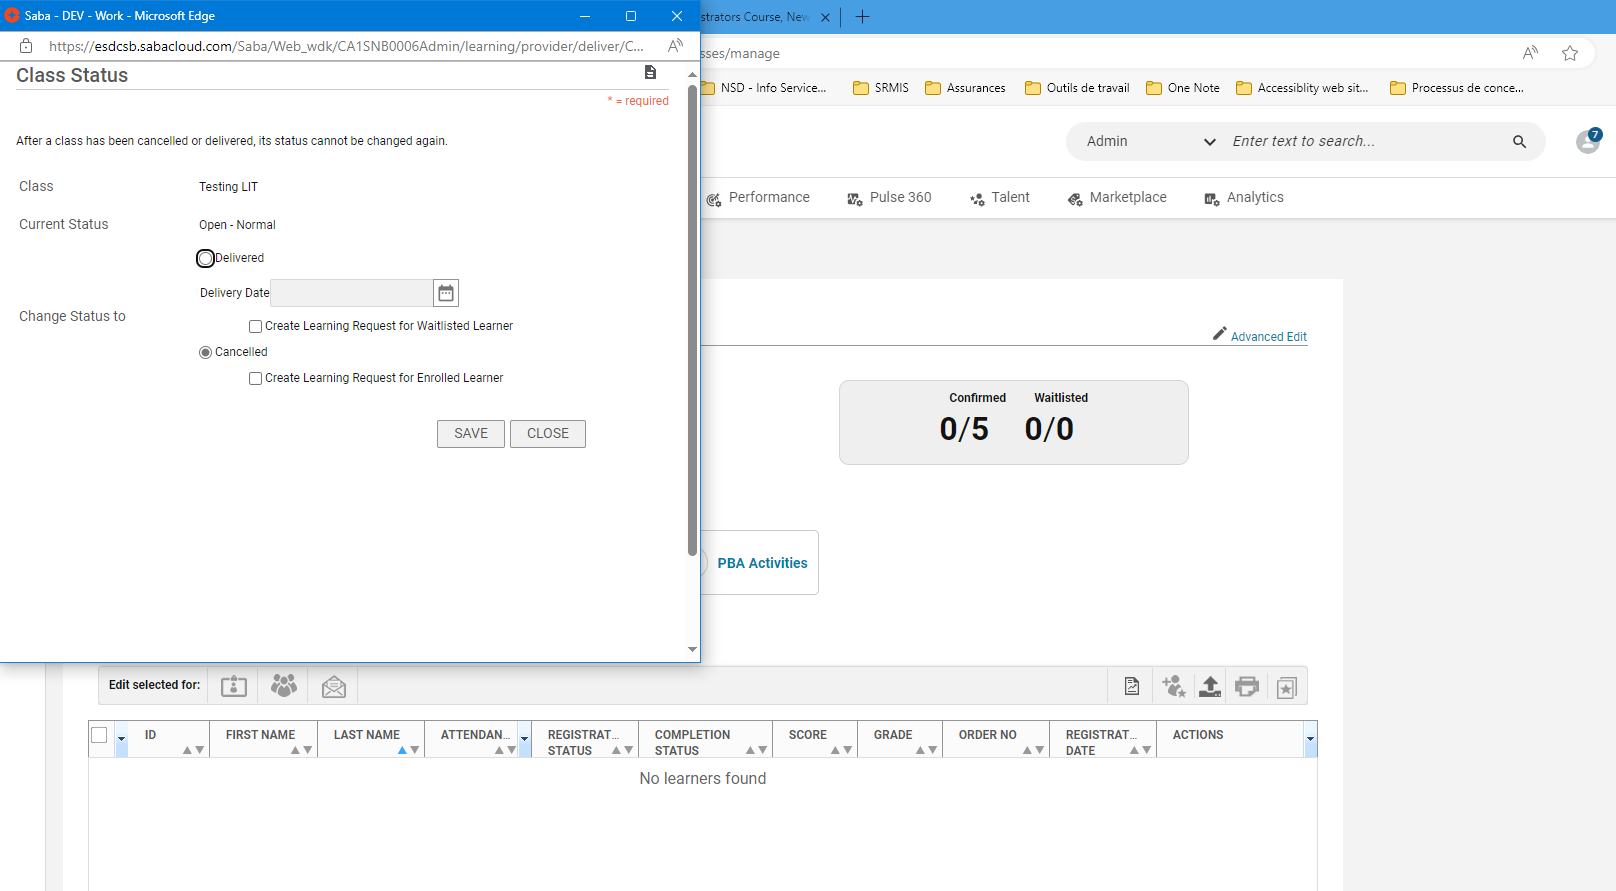 Saba - DEV - Work - Microsoft Edge
https://esdcsb.sabacloud.com/Saba/Web_wdk/CA1SNB0006Admin/learning/provider/deliver/C...
Class Status
* = required
After a class has been cancelled or delivered, its status cannot be changed again.
Class
Testing LIT
Current Status
Open - Normal
Delivered
Delivery Date
Change Status to
Create Learning Request for Waitlisted Learner
Cancelled
Create Learning Request for Enrolled Learner
SAVE
CLOSE
strators Course, New
sses/manage
NSD - Info Service...
SRMIS
Assurances
Outils de travail
One Note
Accessiblity web sit...
Processus de conce...
Admin
Enter text to search...
7
Performance
Pulse 360
Talent
Marketplace
Analytics
Advanced Edit
Confirmed
Waitlisted
0/5
0/0
PBA Activities
Edit selected for:
ID
FIRST NAME
LAST NAME
ATTENDAN...
REGISTRAT...
STATUS
COMPLETION
STATUS
SCORE
GRADE
ORDER NO
REGISTRAT...
DATE
ACTIONS
No learners found